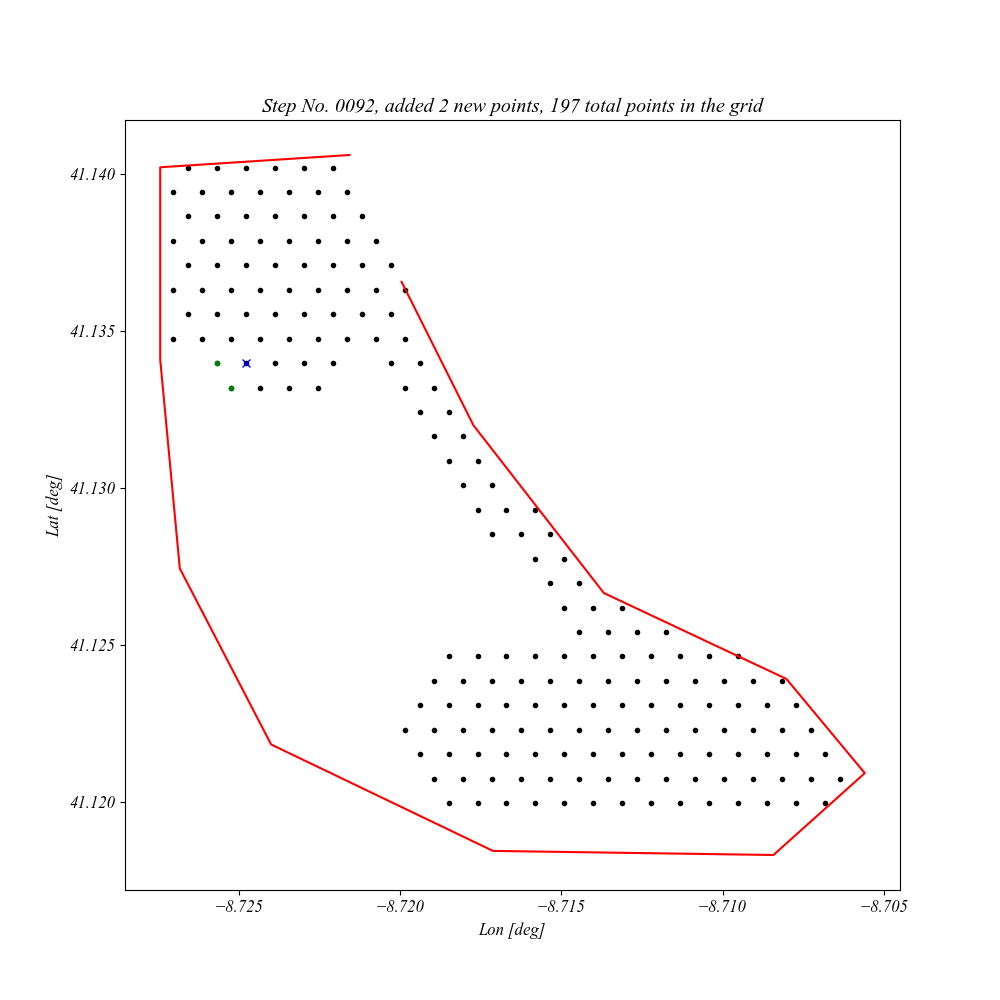 Step No. 0092, added 2 new points, 197 total points in the grid
41.140
41.135
41.130
41.125
41.120
Lat [deg]
−8.725 −8.720 −8.715 −8.710 −8.705
Lon [deg]